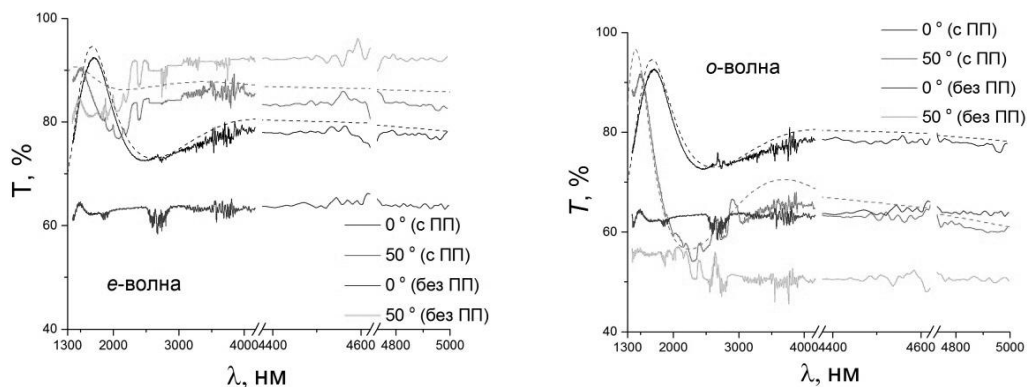 100
80
60
40
T, %
e-волна
0 ° (с ПП)
50 ° (с ПП)
0 ° (без ПП)
50 ° (без ПП)
1300 2000 3000 4000 4400 4600 4800 5000
λ, нм
100
80
60
40
T, %
o-волна
0 ° (с ПП)
50 ° (с ПП)
0 ° (без ПП)
50 ° (без ПП)
1300 2000 3000 4000 4400 4600 4800 5000
λ, нм